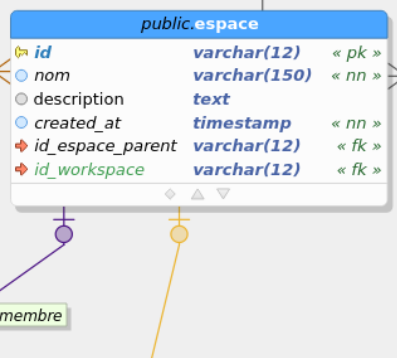 public.espace
id varchar(12) « pk »
nom varchar(150) « nn »
description text
created_at timestamp « nn »
id_espace_parent varchar(12) « fk »
id_workspace varchar(12) « fk »
membre